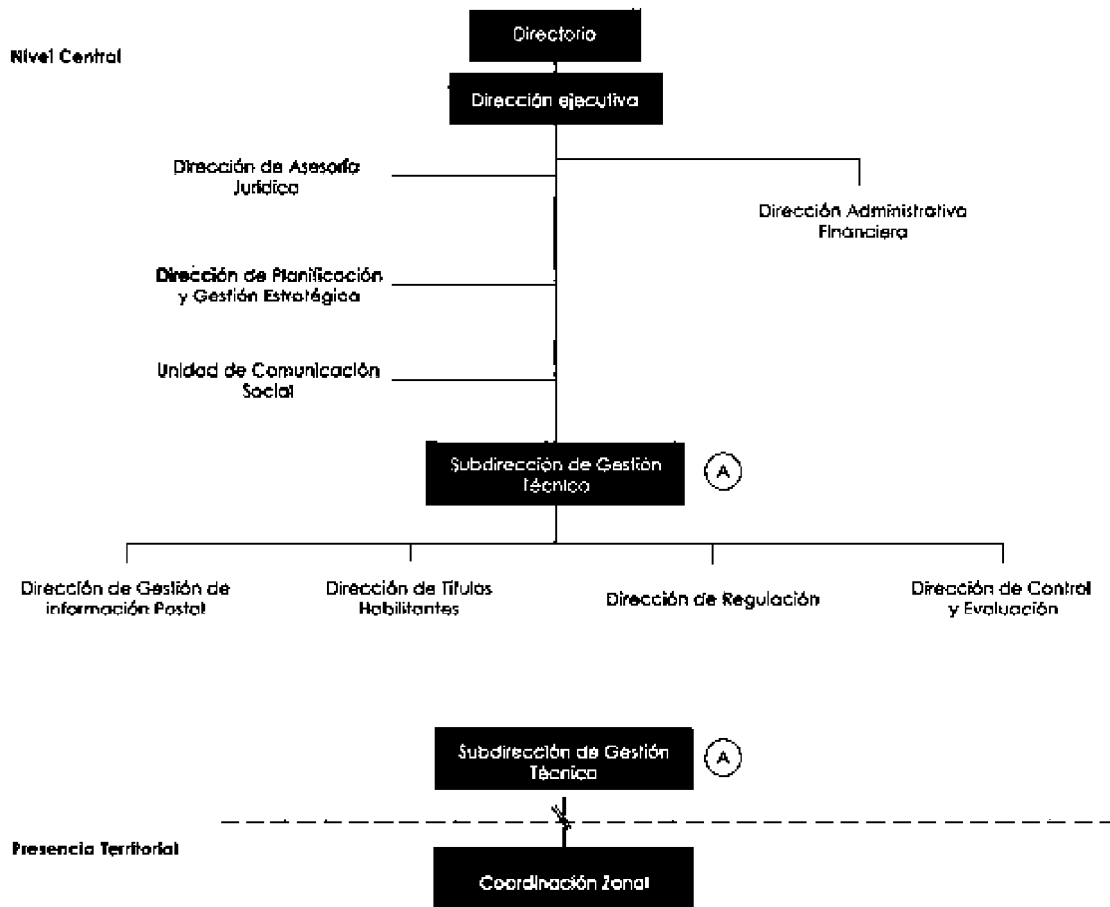 Directorio
Nivel Central
Dirección ejecutiva
Dirección de Asesoría
Jurídica
Dirección Administrativa
Financiera
Dirección de Planificación
y Gestión Estratégica
Unidad de Comunicación
Social
Subdirección de Gestión
Técnica
A
Dirección de Gestión de
información Postal
Dirección de Títulos
Habilitantes
Dirección de Regulación
Dirección de Control
y Evaluación
Subdirección de Gestión
Técnica
A
Presencia Territorial
Coordinación Zonal